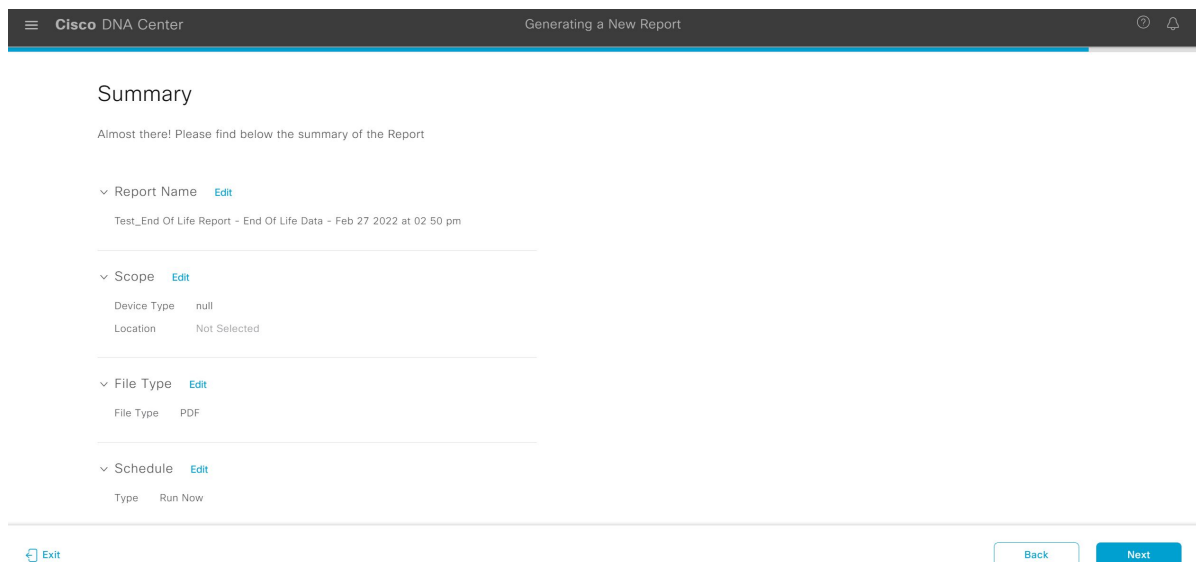 Cisco DNA Center
Generating a New Report
Summary
Almost there! Please find below the summary of the Report
Report Name Edit
Test_End Of Life Report - End Of Life Data - Feb 27 2022 at 02 50 pm
Scope Edit
Device Type null
Location Not Selected
File Type Edit
File Type PDF
Schedule Edit
Type Run Now
Exit
Back
Next